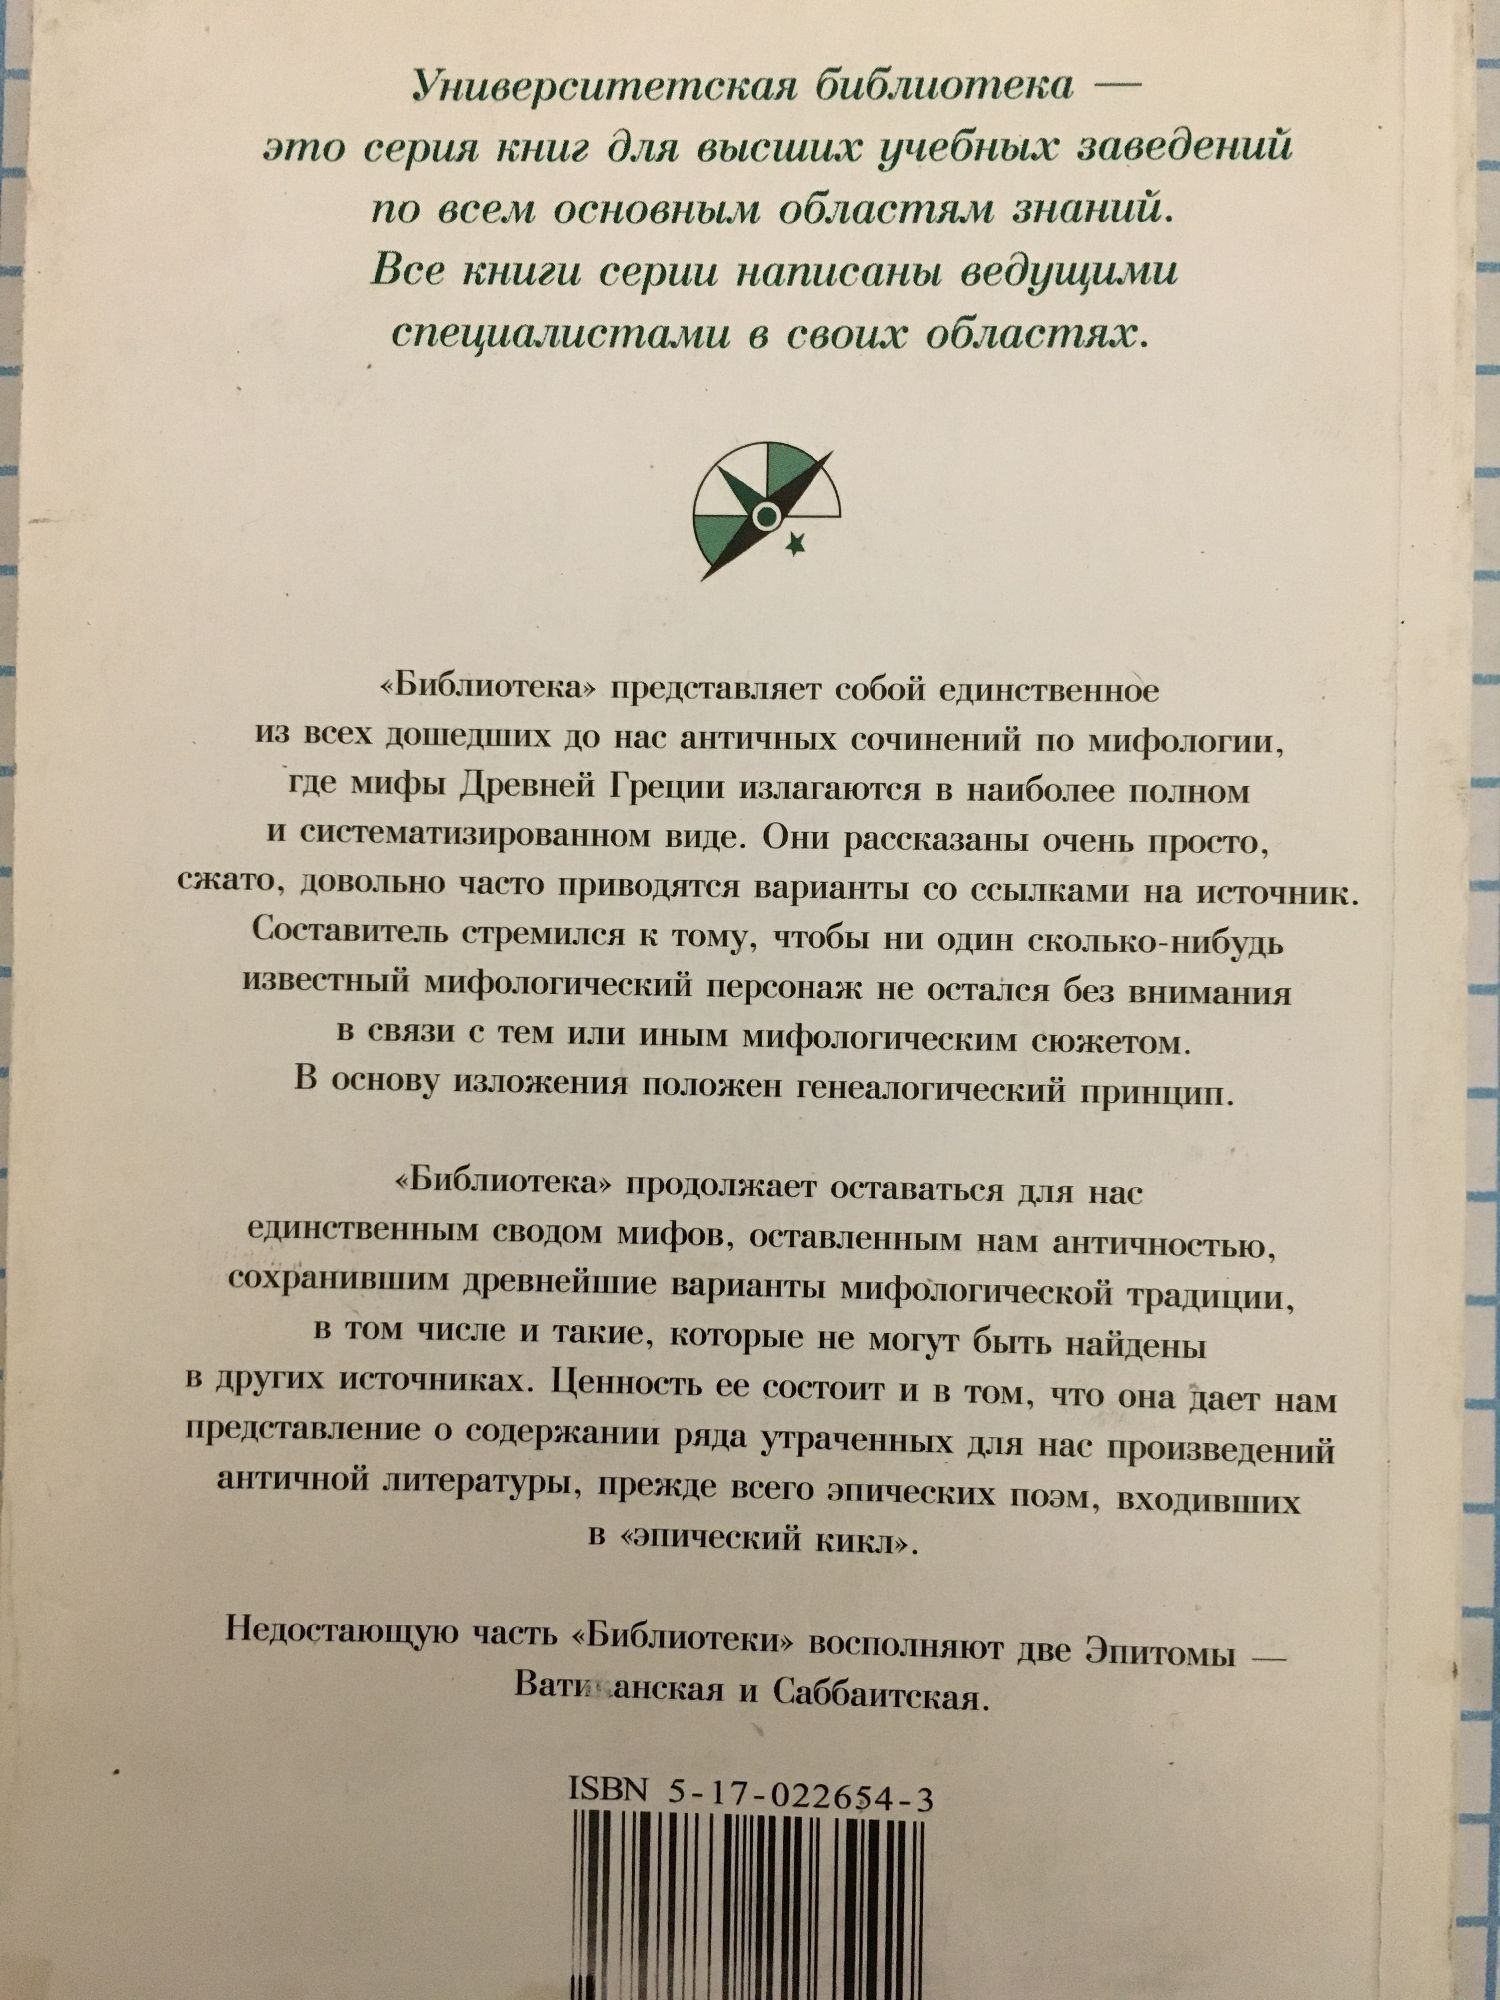 Университетская библиотека —
это серия книг для высших учебных заведений
по всем основным областям знаний.
Все книги серии написаны ведущими
специалистами в своих областях.
«Библиотека» представляет собой единственное
из всех дошедших до нас античных сочинений по мифологии,
где мифы Древней Греции излагаются в наиболее полном
и систематизированном виде. Они рассказаны очень просто,
сжато, довольно часто приводятся варианты со ссылками на источник.
Составитель стремился к тому, чтобы ни один сколько-нибудь
известный мифологический персонаж не остался без внимания
в связи с тем или иным мифологическим сюжетом.
В основу изложения положен генеалогический принцип.
«Библиотека» продолжает оставаться для нас
единственным сводом мифов, оставленным нам античностью,
сохранившим древнейшие варианты мифологической традиции,
в том числе и такие, которые не могут быть найдены
в других источниках. Ценность ее состоит и в том, что она дает нам
представление о содержании ряда утраченных для нас произведений
античной литературы, прежде всего эпических поэм, входивших
в «эпический кикл».
Недостающую часть «Библиотеки» восполняют две Эпитомы —
Ватиканская и Саббаитская.
ISBN 5-17-022654-3